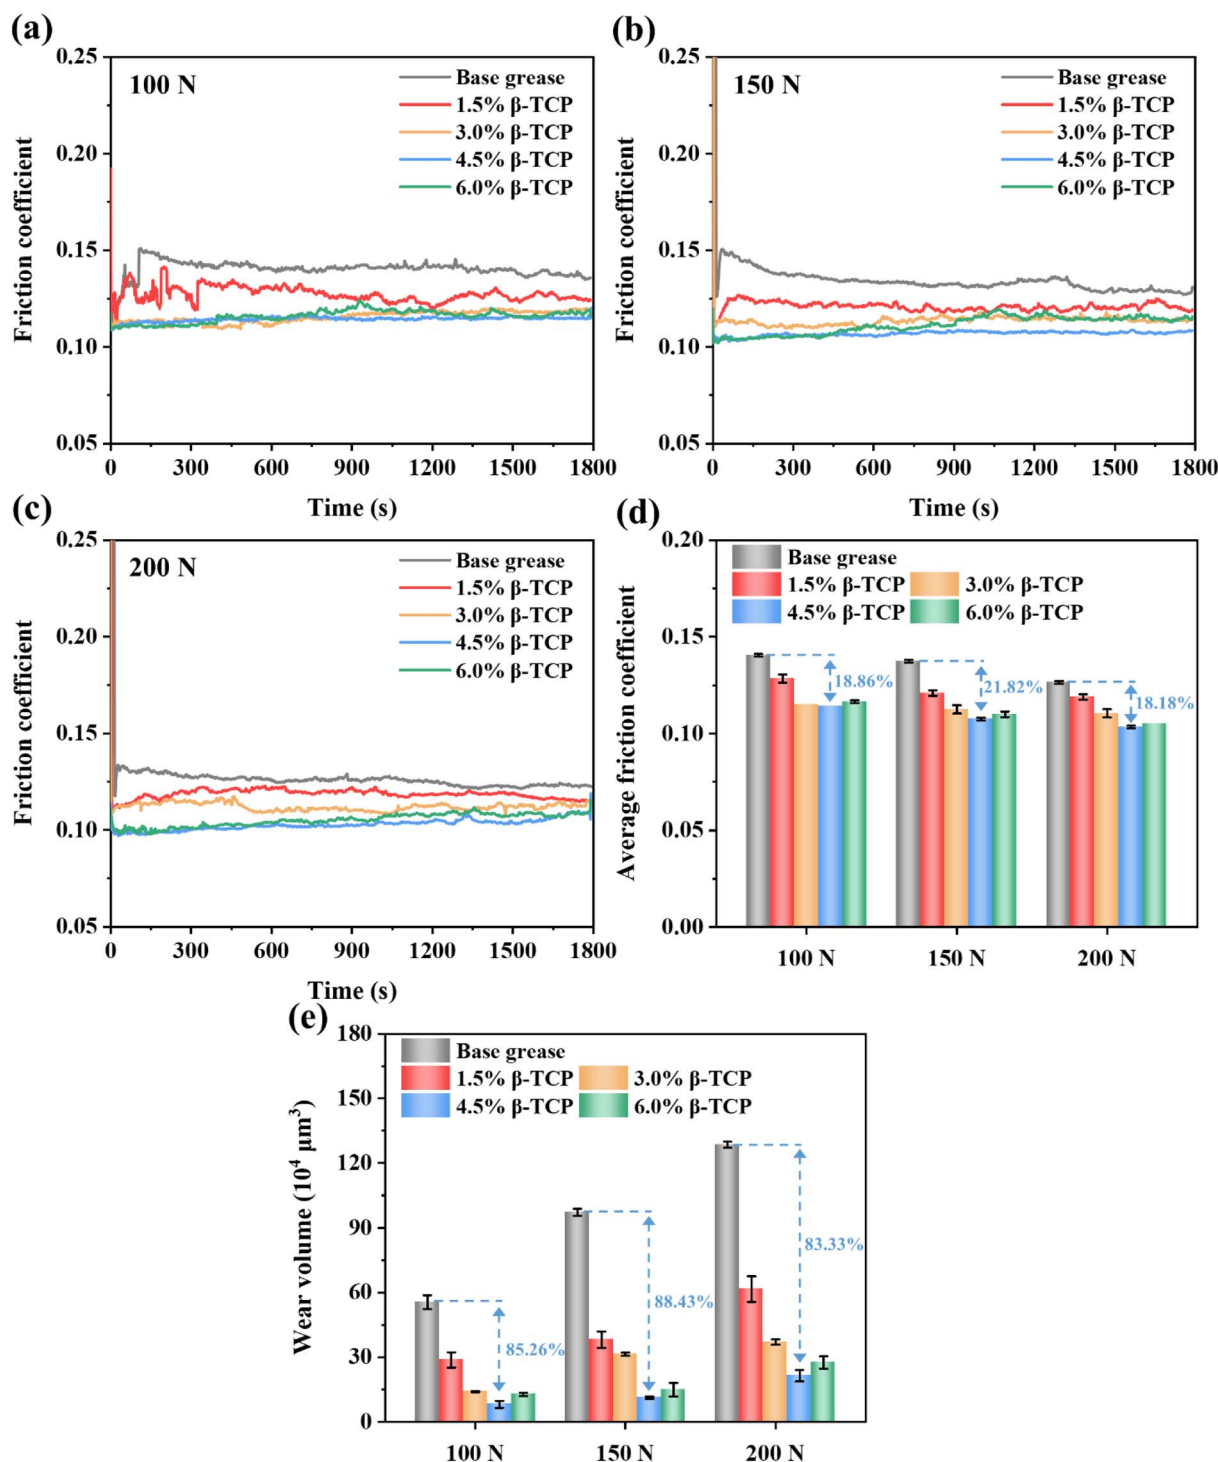 (a)
100 N
Base grease
1.5% β-TCP
3.0% β-TCP
4.5% β-TCP
6.0% β-TCP
Friction coefficient
0.25
0.20
0.15
0.10
0.05
0 300 600 900 1200 1500 1800
Time (s)
(b)
150 N
Base grease
1.5% β-TCP
3.0% β-TCP
4.5% β-TCP
6.0% β-TCP
Friction coefficient
0.25
0.20
0.15
0.10
0.05
0 300 600 900 1200 1500 1800
Time (s)
(c)
200 N
Base grease
1.5% β-TCP
3.0% β-TCP
4.5% β-TCP
6.0% β-TCP
Friction coefficient
0.25
0.20
0.15
0.10
0.05
0 300 600 900 1200 1500 1800
Time (s)
(d)
Base grease
1.5% β-TCP 3.0% β-TCP
4.5% β-TCP 6.0% β-TCP
Average friction coefficient
0.20
0.15
0.10
0.05
0.00
18.86%
21.82%
18.18%
100 N 150 N 200 N
(e)
Base grease
1.5% β-TCP 3.0% β-TCP
4.5% β-TCP 6.0% β-TCP
Wear volume (10⁴ μm³)
180
150
120
90
60
30
0
85.26%
88.43%
83.33%
100 N 150 N 200 N